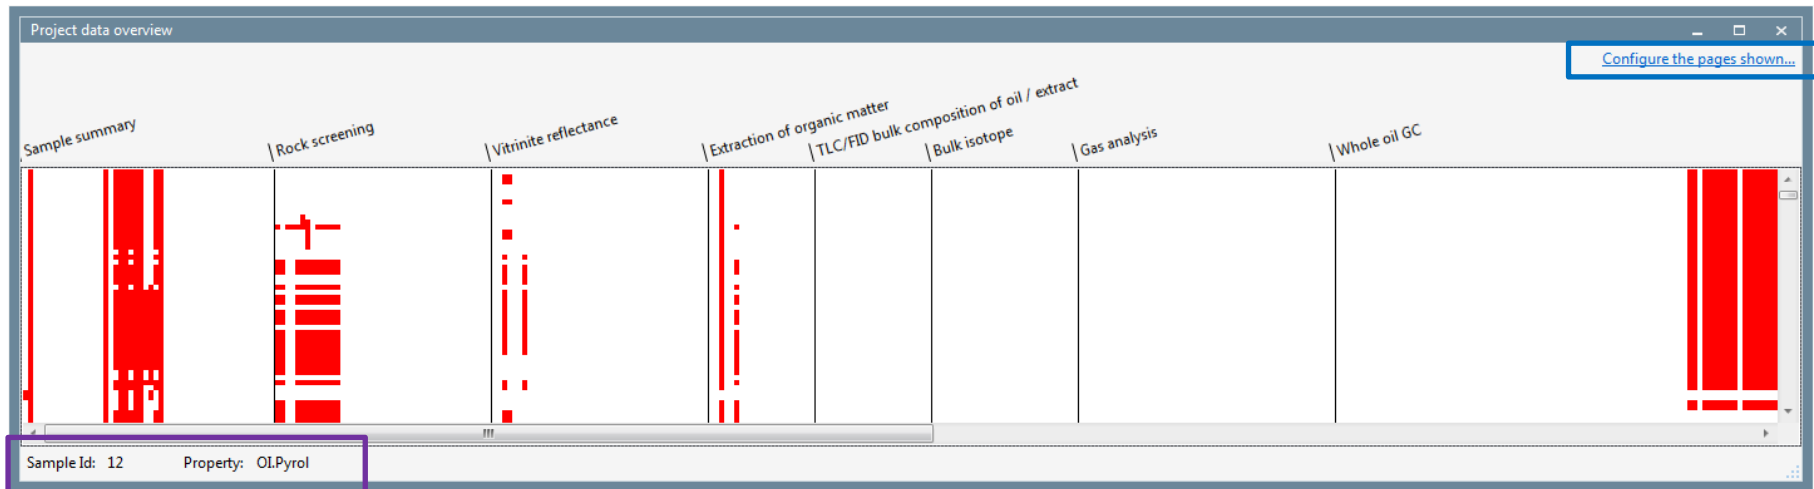 Project data overview
Configure the pages shown...
Sample summary
Rock screening
Vitrinite reflectance
Extraction of organic matter
TLC/FID bulk composition of oil / extract
Bulk isotope
Gas analysis
Whole oil GC
Sample Id: 12 Property: OI.Pyrol